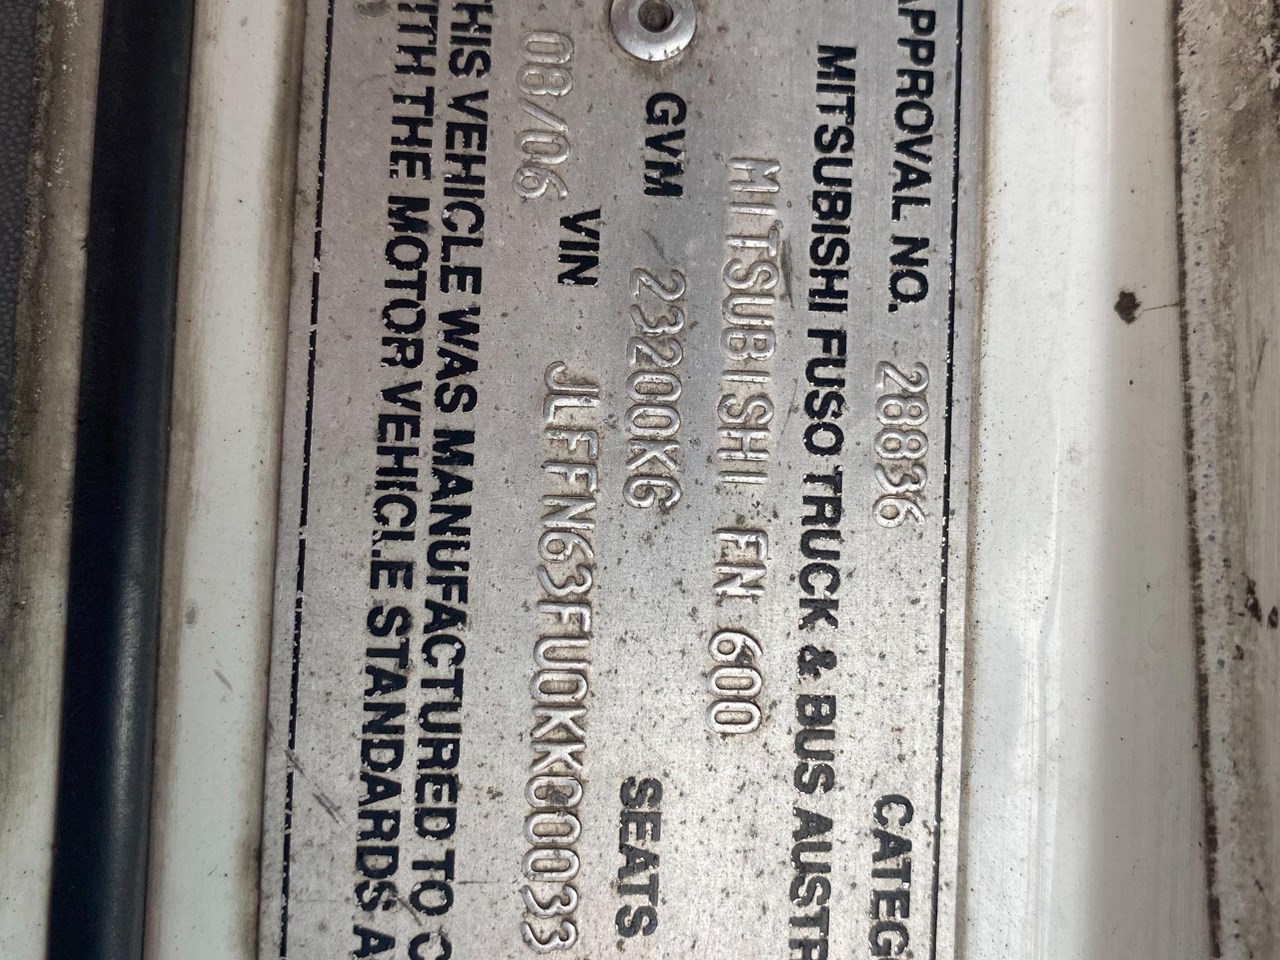 APPROVAL NO. 28836 CATEG
MITSUBISHI FUSO TRUCK & BUS AUSTR
MITSUBISHI FN 600
GVM 23200KG SEATS
08/06 VIN JLFFN63FU0KK00033
THIS VEHICLE WAS MANUFACTURED TO C
ITH THE MOTOR VEHICLE STANDARDS A